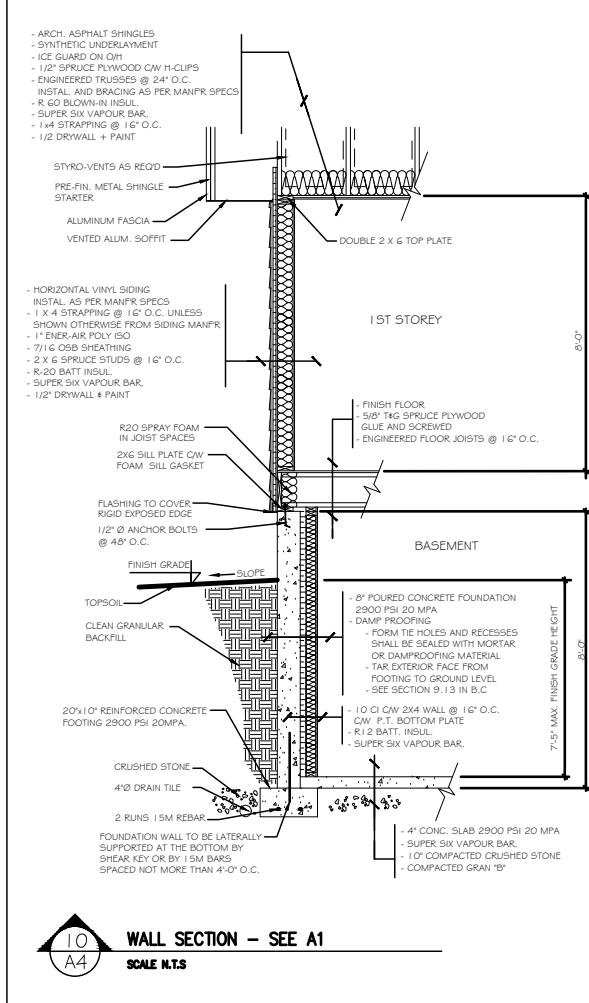 - ARCH. ASPHALT SHINGLES
- SYNTHETIC UNDERLAYMENT
- ICE GUARD ON O/H
- 1/2" SPRUCE PLYWOOD C/W H-CLIPS
- ENGINEERED TRUSSES @ 24" O.C.
INSTAL. AND BRACING AS PER MANF'R SPECS
- R 60 BLOWN-IN INSUL.
- SUPER SIX VAPOUR BAR.
- 1x4 STRAPPING @ 16" O.C.
- 1/2 DRYWALL + PAINT
STYRO-VENTS AS REQ'D
PRE-FIN. METAL SHINGLE
STARTER
ALUMINUM FASCIA
VENTED ALUM. SOFFIT
DOUBLE 2 X 6 TOP PLATE
- HORIZONTAL VINYL SIDING
INSTAL. AS PER MANF'R SPECS
- 1 X 4 STRAPPING @ 16" O.C. UNLESS
SHOWN OTHERWISE FROM SIDING MANF'R
- 1" ENER-AIR POLY ISO
- 7/16 OSB SHEATHING
- 2 X 6 SPRUCE STUDS @ 16" O.C.
- R-20 BATT INSUL.
- SUPER SIX VAPOUR BAR.
- 1/2" DRYWALL & PAINT
1ST STOREY
8'-0"
- FINISH FLOOR
- 5/8" T&G SPRUCE PLYWOOD
GLUE AND SCREWED
- ENGINEERED FLOOR JOISTS @ 16" O.C.
R20 SPRAY FOAM
IN JOIST SPACES
2X6 SILL PLATE C/W
FOAM SILL GASKET
FLASHING TO COVER
RIGID EXPOSED EDGE
1/2" Ø ANCHOR BOLTS
@ 48" O.C.
BASEMENT
FINISH GRADE
SLOPE
TOPSOIL
CLEAN GRANULAR
BACKFILL
- 8" POURED CONCRETE FOUNDATION
2900 PSI 20 MPA
- DAMP PROOFING
- FORM TIE HOLES AND RECESSES
SHALL BE SEALED WITH MORTAR
OR DAMPROOFING MATERIAL
- TAR EXTERIOR FACE FROM
FOOTING TO GROUND LEVEL
- SEE SECTION 9.13 IN B.C
7'-5" MAX. FINISH GRADE HEIGHT
8'-0"
20"x10" REINFORCED CONCRETE
FOOTING 2900 PSI 20MPA.
- 10 CI C/W 2X4 WALL @ 16" O.C.
C/W P.T. BOTTOM PLATE
- R12 BATT. INSUL.
- SUPER SIX VAPOUR BAR.
CRUSHED STONE
4"Ø DRAIN TILE
2 RUNS 15M REBAR
FOUNDATION WALL TO BE LATERALLY
SUPPORTED AT THE BOTTOM BY
SHEAR KEY OR BY 15M BARS
SPACED NOT MORE THAN 4'-0" O.C.
- 4" CONC. SLAB 2900 PSI 20 MPA
- SUPER SIX VAPOUR BAR.
- 10" COMPACTED CRUSHED STONE
- COMPACTED GRAN "B"
10
A4
WALL SECTION - SEE A1
SCALE N.T.S